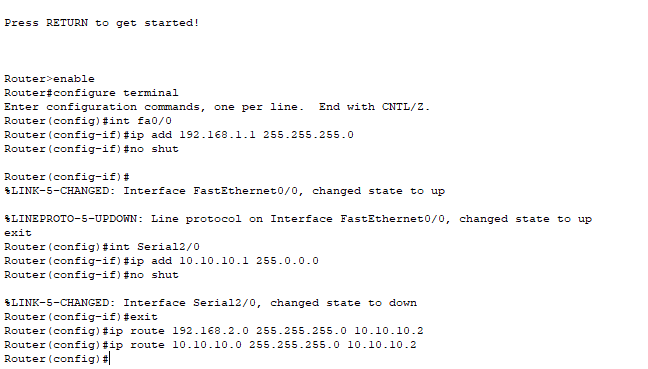 Press RETURN to get started!
Router>enable
Router#configure terminal
Enter configuration commands, one per line.  End with CNTL/Z.
Router(config)#int fa0/0
Router(config-if)#ip add 192.168.1.1 255.255.255.0
Router(config-if)#no shut
Router(config-if)#
%LINK-5-CHANGED: Interface FastEthernet0/0, changed state to up
%LINEPROTO-5-UPDOWN: Line protocol on Interface FastEthernet0/0, changed state to up
exit
Router(config)#int Serial2/0
Router(config-if)#ip add 10.10.10.1 255.0.0.0
Router(config-if)#no shut
%LINK-5-CHANGED: Interface Serial2/0, changed state to down
Router(config-if)#exit
Router(config)#ip route 192.168.2.0 255.255.255.0 10.10.10.2
Router(config)#ip route 10.10.10.0 255.255.255.0 10.10.10.2
Router(config)#